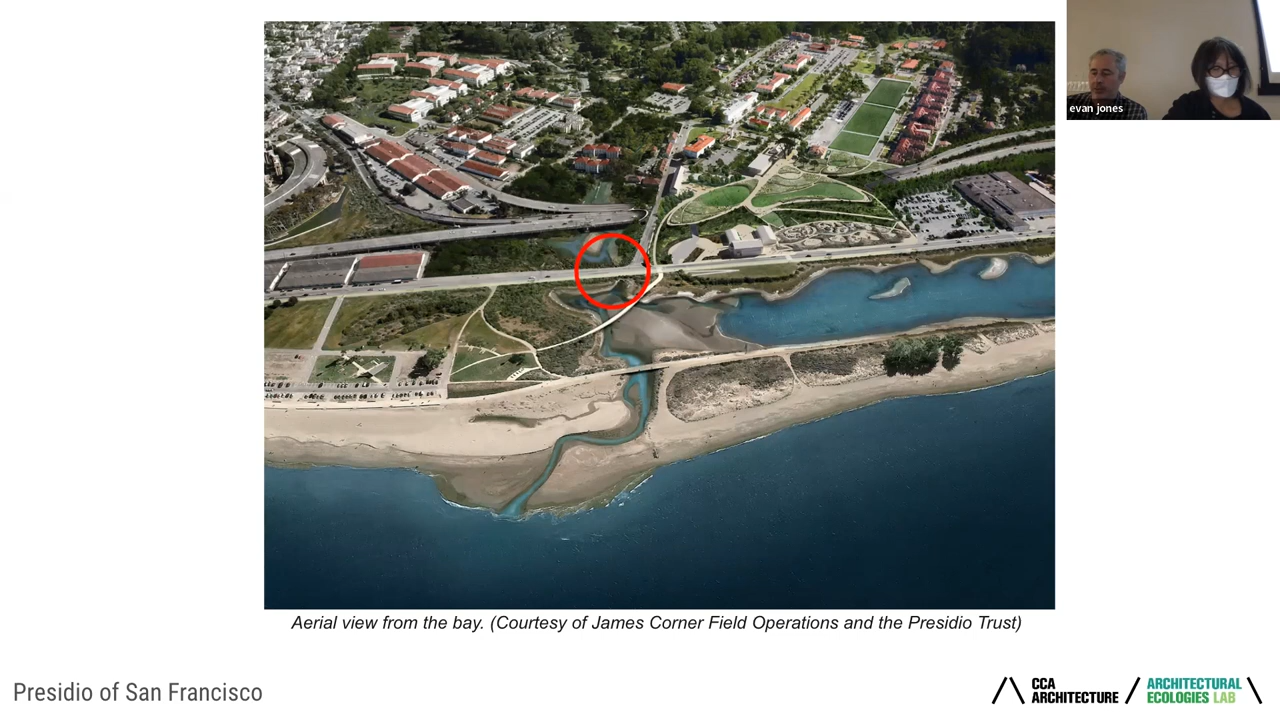 evan jones
Aerial view from the bay. (Courtesy of James Corner Field Operations and the Presidio Trust)
Presidio of San Francisco
CCA
ARCHITECTURE
ARCHITECTURAL
ECOLOGIES LAB